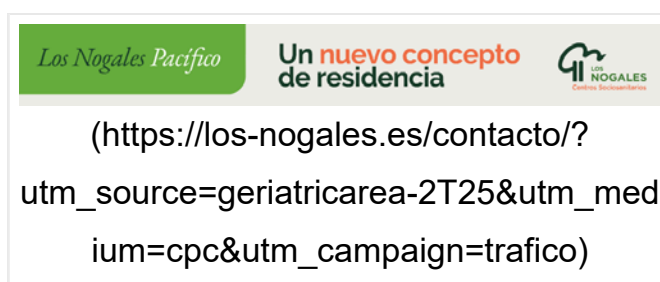 Los Nogales Pacífico
Un nuevo concepto
de residencia
LOS
NOGALES
Centros Sociosanitarios
(https://los-nogales.es/contacto/?
utm_source=geriatricarea-2T25&utm_med
ium=cpc&utm_campaign=trafico)